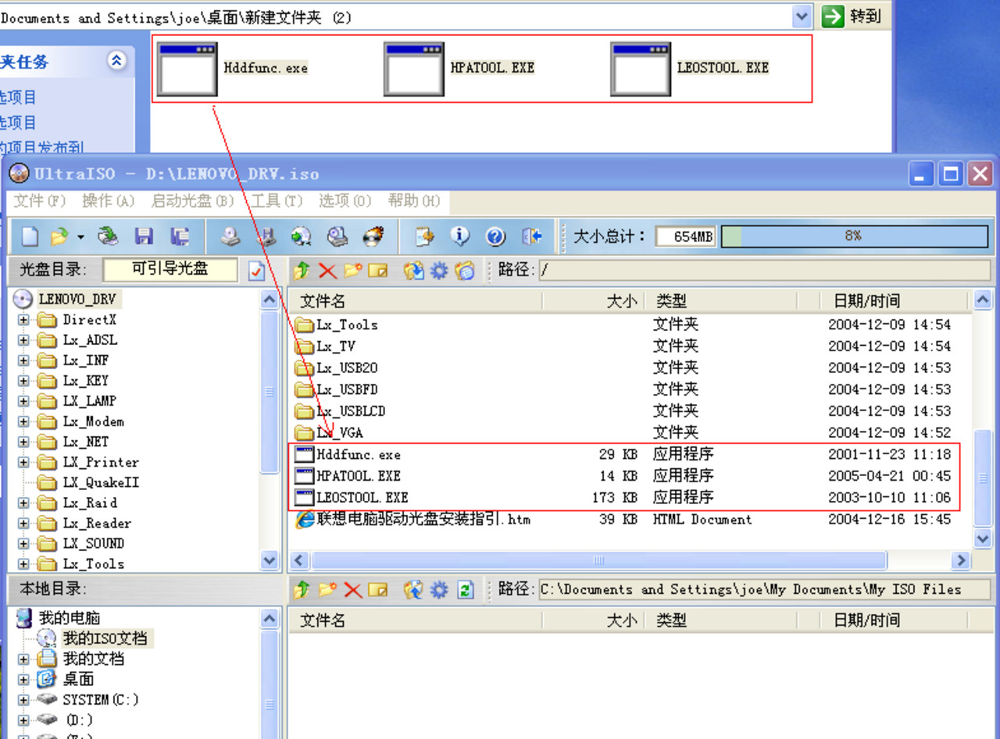 Documents and Settings\joe\桌面\新建文件夹 (2)
转到
夹任务
选项目
选项目
的项目发布到
Hddfunc.exe
HPATOOL.EXE
LEOSTOOL.EXE
UltraISO - D:\LENOVO_DRV.iso
文件(F) 操作(A) 启动光盘(B) 工具(T) 选项(O) 帮助(H)
大小总计: 654MB 8%
光盘目录: 可引导光盘
路径: /
LENOVO_DRV
DirectX
Lx_ADSL
Lx_INF
Lx_KEY
LX_LAMP
Lx_Modem
Lx_NET
LX_Printer
LX_QuakeII
Lx_Raid
Lx_Reader
LX_SOUND
Lx_Tools
文件名 大小 类型 日期/时间
Lx_Tools 文件夹 2004-12-09 14:54
Lx_TV 文件夹 2004-12-09 14:54
Lx_USB20 文件夹 2004-12-09 14:53
Lx_USBFD 文件夹 2004-12-09 14:53
Lx_USBLCD 文件夹 2004-12-09 14:53
Lx_VGA 文件夹 2004-12-09 14:52
Hddfunc.exe 29 KB 应用程序 2001-11-23 11:18
HPATOOL.EXE 14 KB 应用程序 2005-04-21 00:45
LEOSTOOL.EXE 173 KB 应用程序 2003-10-10 11:06
联想电脑驱动光盘安装指引.htm 39 KB HTML Document 2004-12-16 15:45
本地目录:
路径: C:\Documents and Settings\joe\My Documents\My ISO Files
我的电脑
我的ISO文档
我的文档
桌面
SYSTEM(C:)
(D:)
文件名 大小 类型 日期/时间